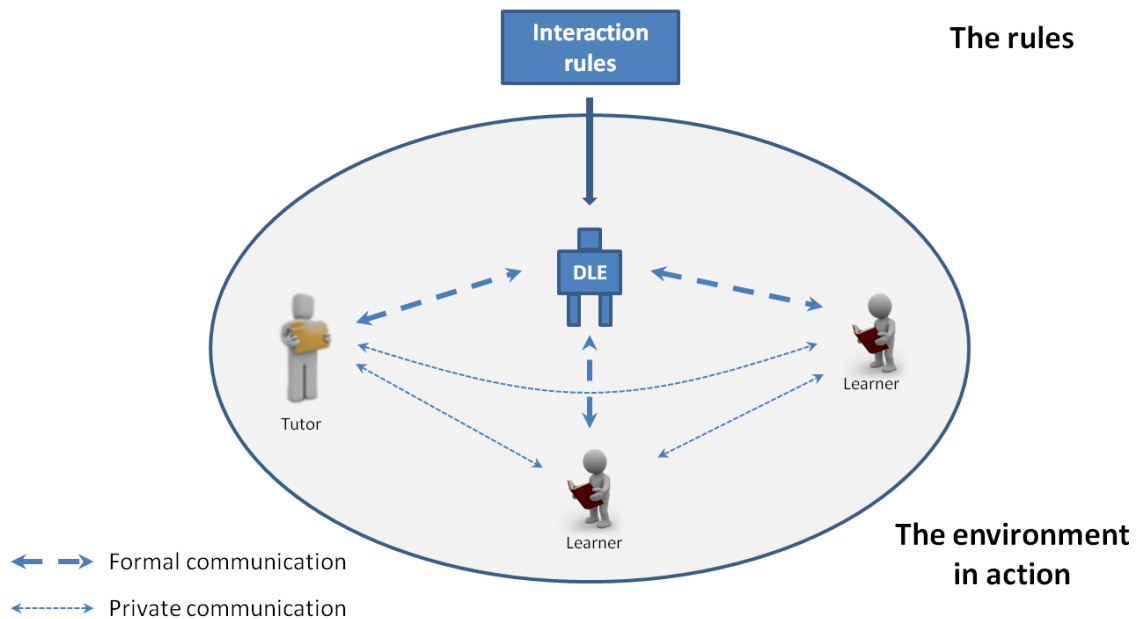 Interaction
rules
The rules
DLE
Tutor
Learner
Learner
The environment
in action
Formal communication
Private communication